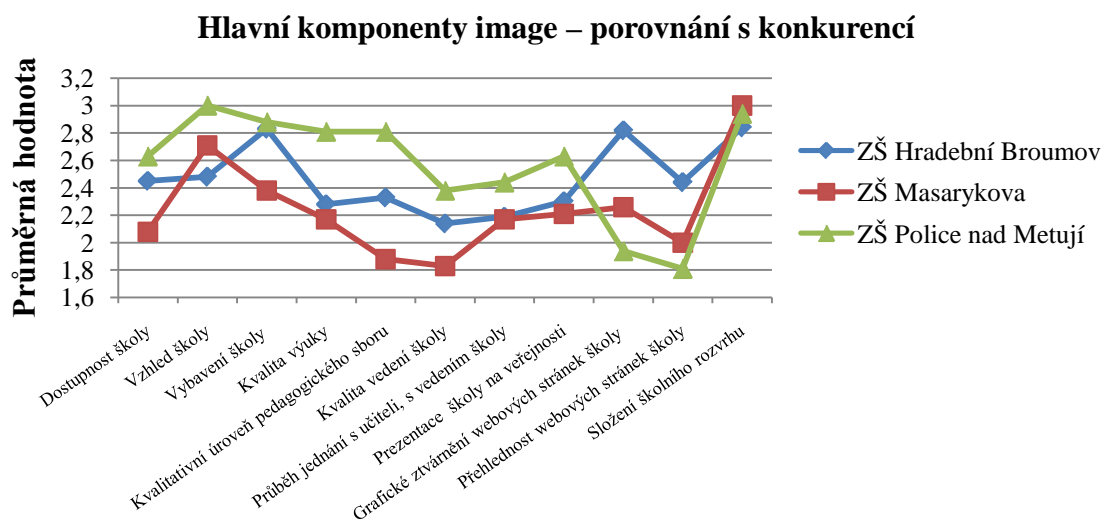 Hlavní komponenty image – porovnání s konkurencí
Průměrná hodnota
3,2
3
2,8
2,6
2,4
2,2
2
1,8
1,6
Dostupnost školy
Vzhled školy
Vybavení školy
Kvalita výuky
Kvalitativní úroveň pedagogického sboru
Kvalita vedení školy
Průběh jednání s učiteli, s vedením školy
Prezentace školy na veřejnosti
Grafické ztvárnění webových stránek školy
Přehlednost webových stránek školy
Složení školního rozvrhu
ZŠ Hradební Broumov
ZŠ Masarykova
ZŠ Police nad Metují